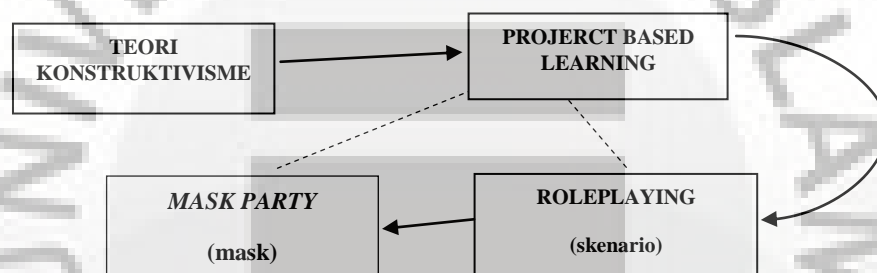 TEORI
KONSTRUKTIVISME
PROJERCT BASED
LEARNING
MASK PARTY
(mask)
ROLEPLAYING
(skenario)